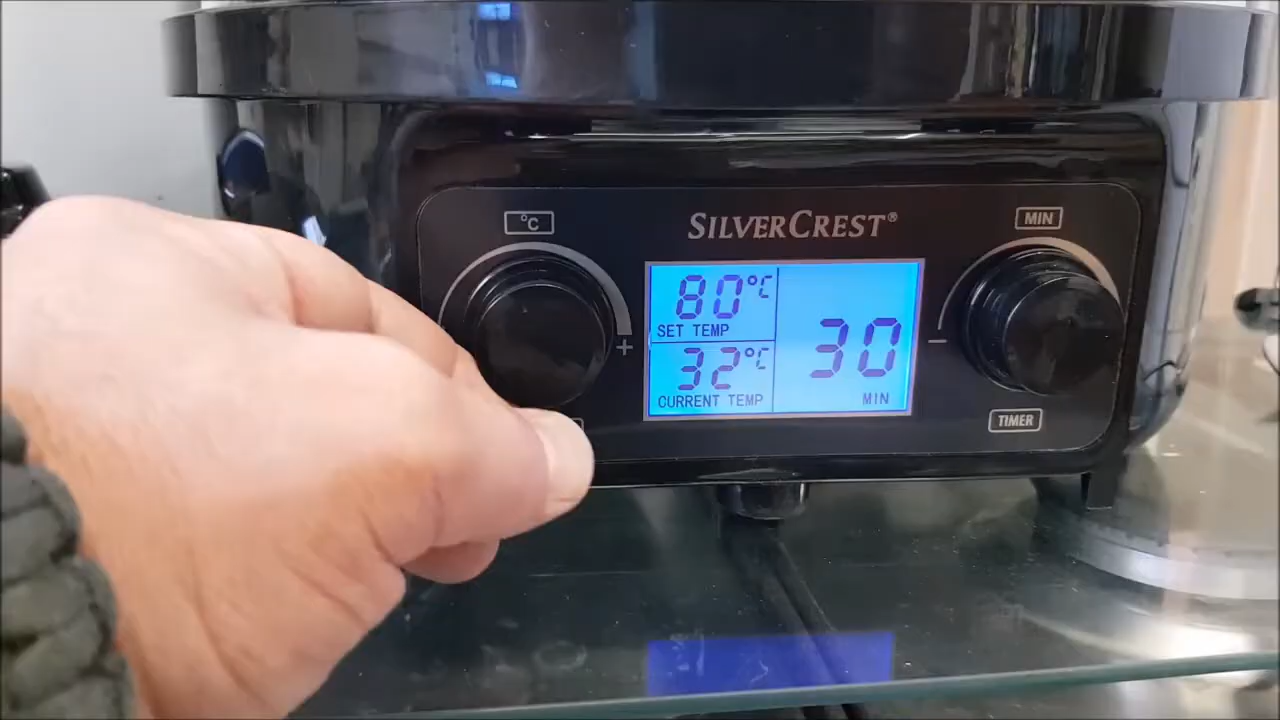 °C
SILVERCREST®
MIN
80°C
SET TEMP
30
+
−
32°C
CURRENT TEMP
MIN
TIMER